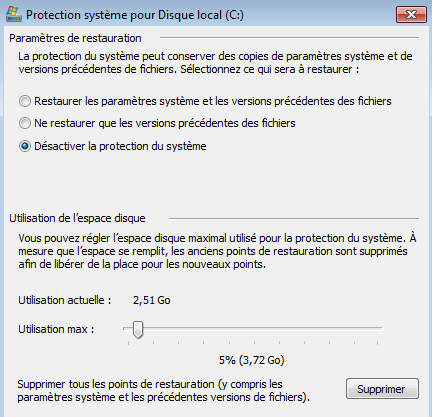 Protection système pour Disque local (C:)
Paramètres de restauration
La protection du système peut conserver des copies de paramètres système et de
versions précédentes de fichiers. Sélectionnez ce qui sera à restaurer :
Restaurer les paramètres système et les versions précédentes des fichiers
Ne restaurer que les versions précédentes des fichiers
Désactiver la protection du système
Utilisation de l'espace disque
Vous pouvez régler l'espace disque maximal utilisé pour la protection du système. À
mesure que l'espace se remplit, les anciens points de restauration sont supprimés
afin de libérer de la place pour les nouveaux points.
Utilisation actuelle : 2,51 Go
Utilisation max :
5% (3,72 Go)
Supprimer tous les points de restauration (y compris les
paramètres système et les précédentes versions de fichiers).
Supprimer